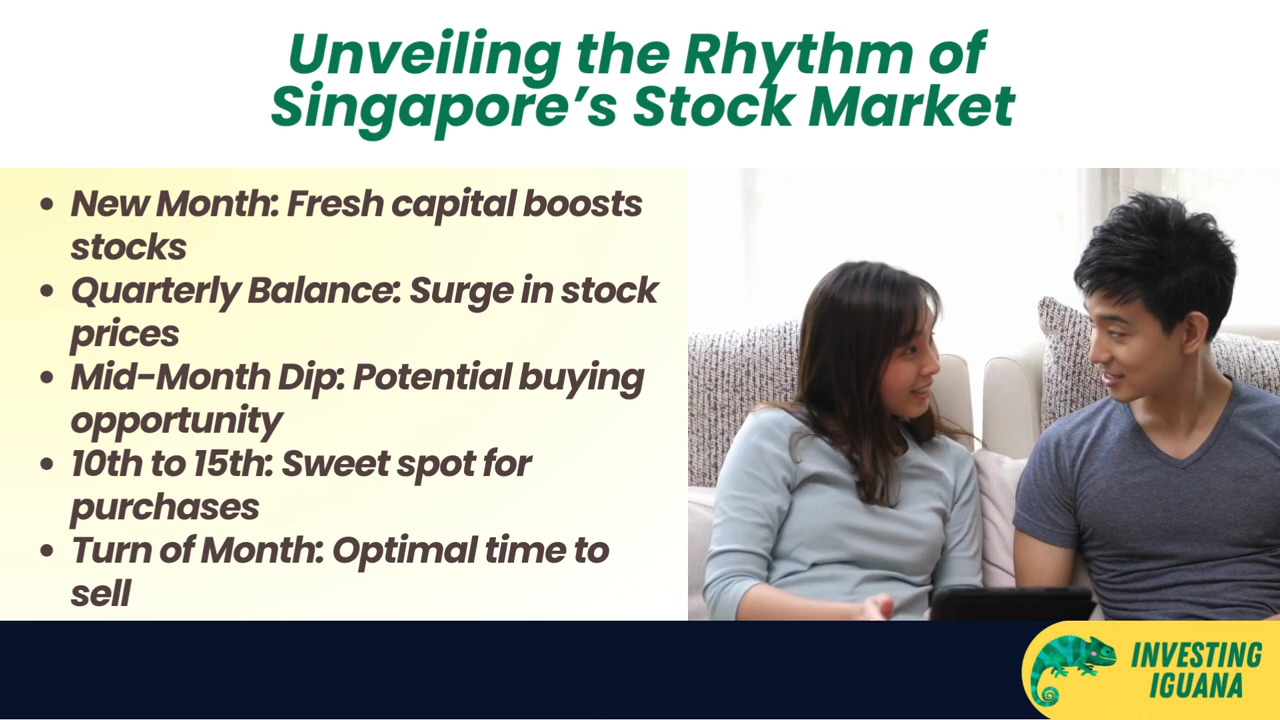 Unveiling the Rhythm of
Singapore’s Stock Market
• New Month: Fresh capital boosts
stocks
• Quarterly Balance: Surge in stock
prices
• Mid-Month Dip: Potential buying
opportunity
• 10th to 15th: Sweet spot for
purchases
• Turn of Month: Optimal time to
sell
INVESTING
IGUANA